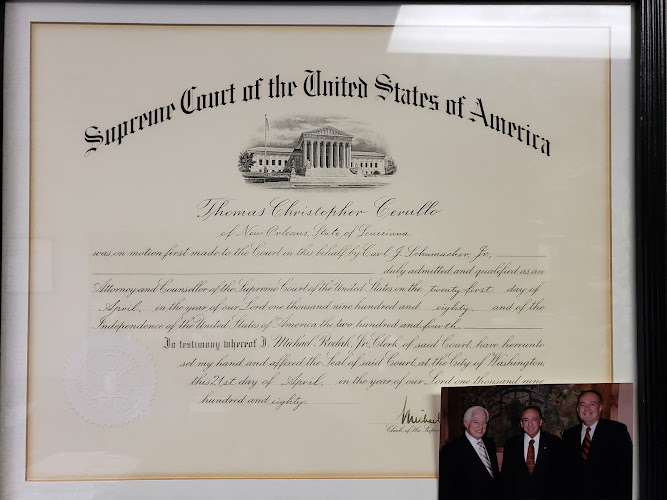 Supreme Court of the United States of America
Thomas Christopher Cerullo
of New Orleans, State of Louisiana
was on motion first made to the Court in this behalf by Carl J. Schumacher, Jr,
duly admitted and qualified as an
Attorney and Counsellor of the Supreme Court of the United States on the twenty-first day of
April, in the year of our Lord one thousand nine hundred and eighty, and of the
Independence of the United States of America the two hundred and fourth.
In testimony whereof I, Michael Rodak, Jr, Clerk of said Court, have hereunto
set my hand and affixed the Seal of said Court, at the City of Washington,
this 21st day of April, in the year of our Lord one thousand nine
hundred and eighty.
Michael
Clerk of the Supre